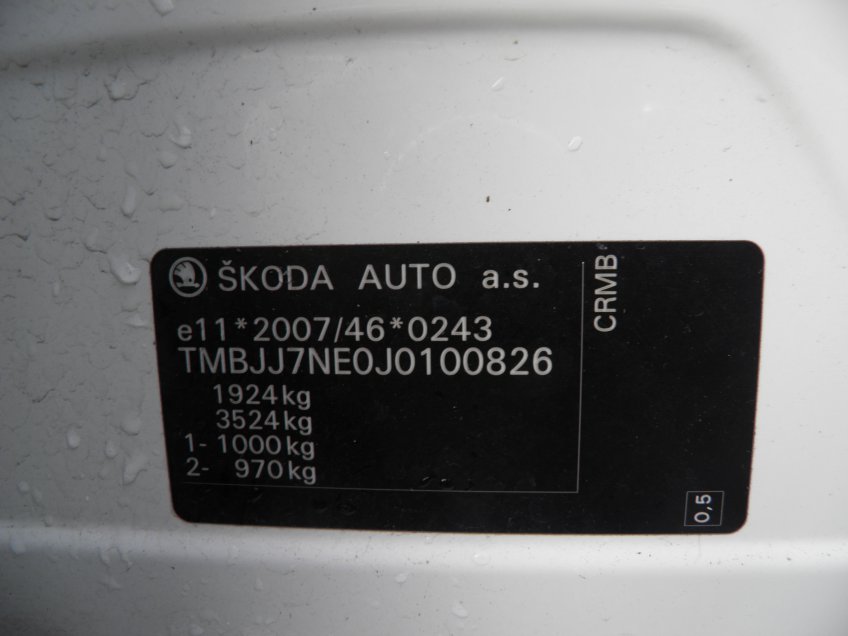 ŠKODA AUTO a.s.
e11*2007/46*0243
TMBJJ7NE0J0100826
1924kg
3524kg
1- 1000kg
2- 970kg
CRMB
0,5